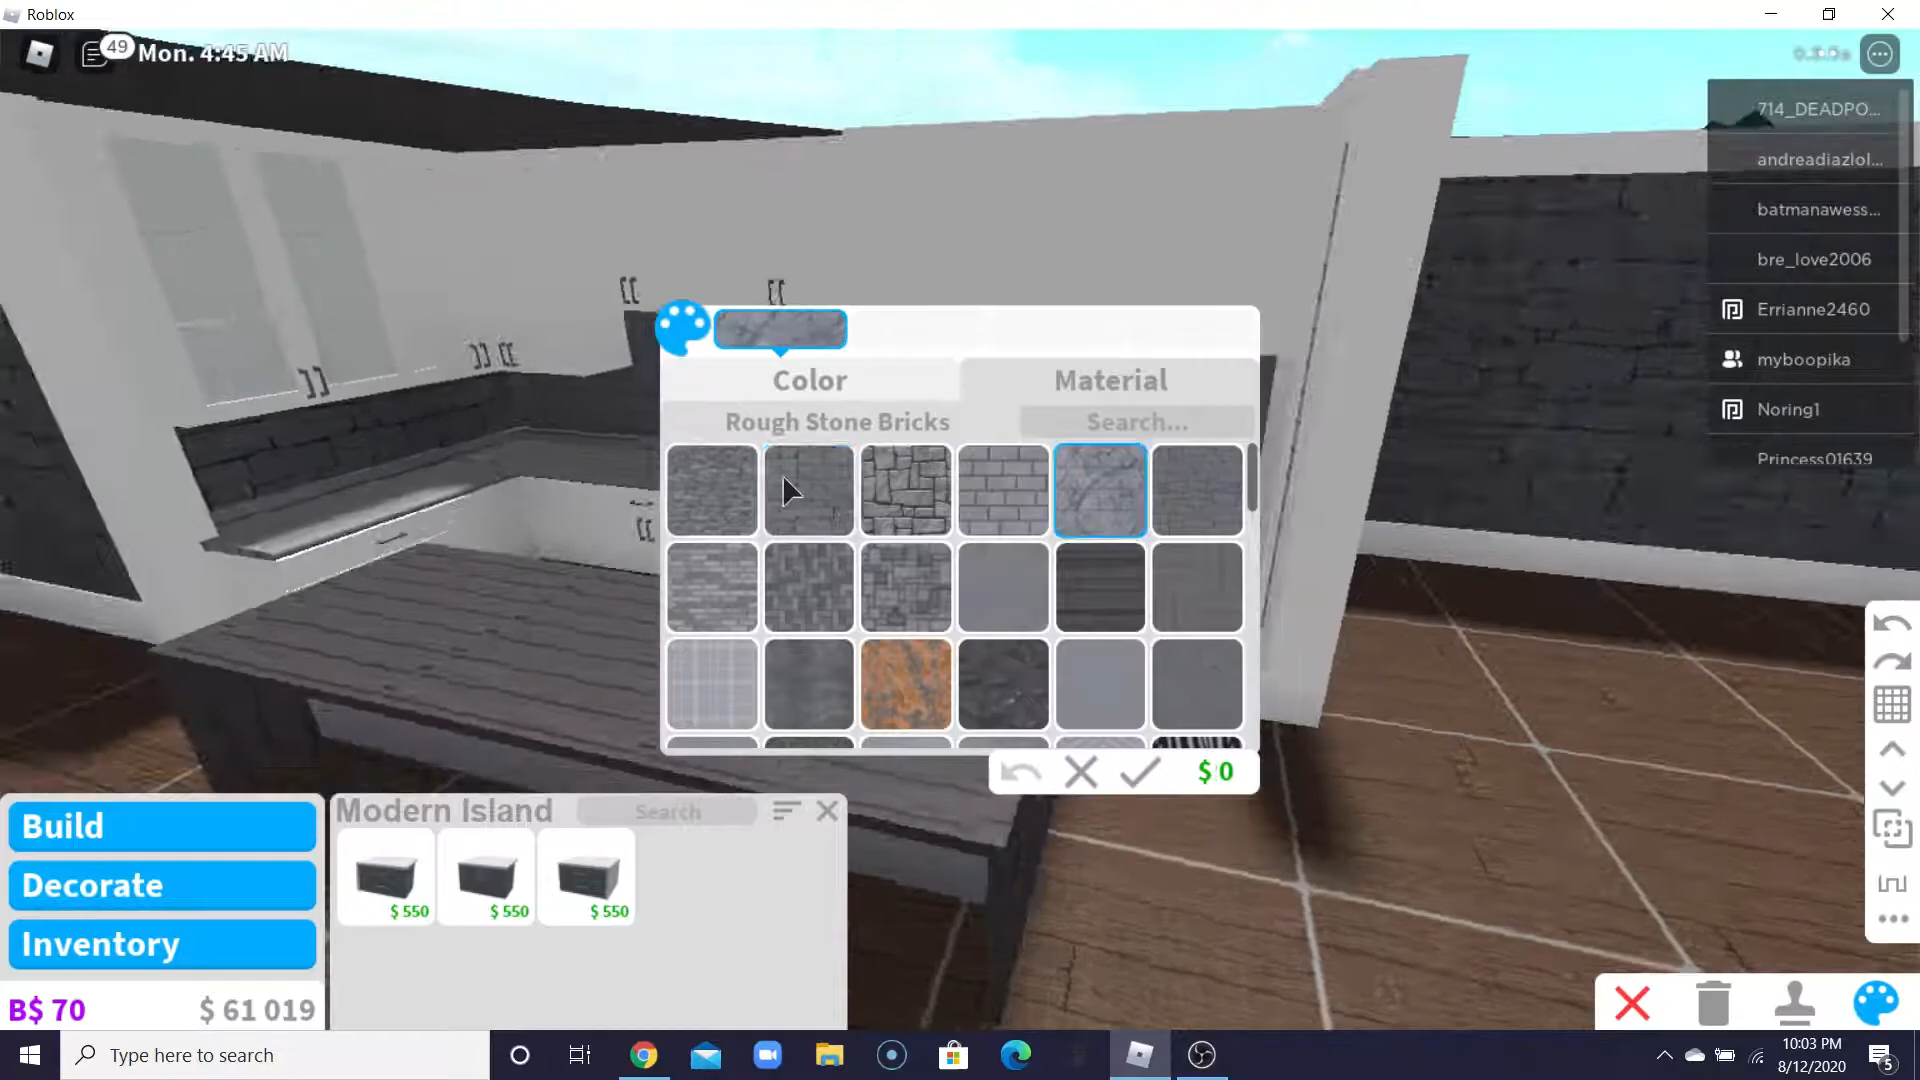 Roblox
49
Mon. 4:45 AM
714_DEADPO...
andreadiazlol...
batmanawess...
bre_love2006
Errianne2460
myboopika
Noring1
Princess01639
Color
Material
Rough Stone Bricks
Search...
$ 0
Build
Decorate
Inventory
B$ 70
$ 61 019
Modern Island
Search
$ 550
$ 550
$ 550
Type here to search
10:03 PM
8/12/2020
5